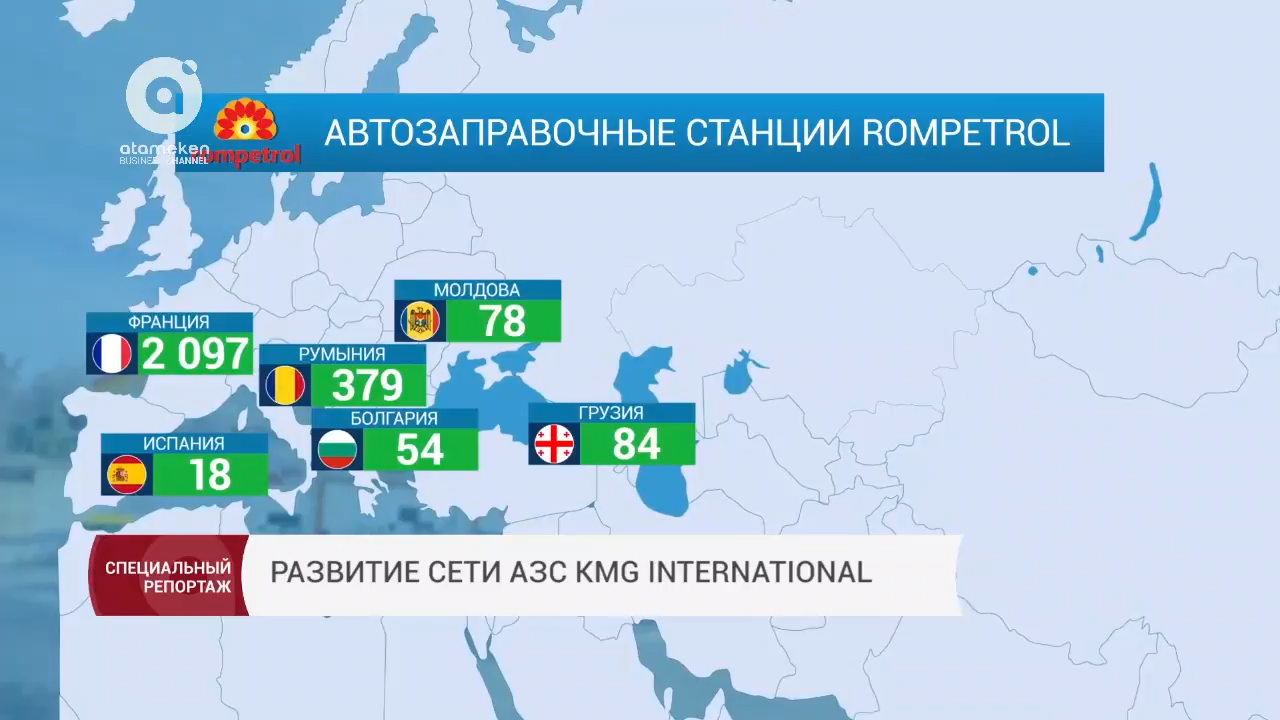 atameken
BUSINESS CHANNEL
rompetrol
АВТОЗАПРАВОЧНЫЕ СТАНЦИИ ROMPETROL
МОЛДОВА
78
ФРАНЦИЯ
2 097
РУМЫНИЯ
379
БОЛГАРИЯ
54
ГРУЗИЯ
84
ИСПАНИЯ
18
СПЕЦИАЛЬНЫЙ
РЕПОРТАЖ
РАЗВИТИЕ СЕТИ АЗС KMG INTERNATIONAL